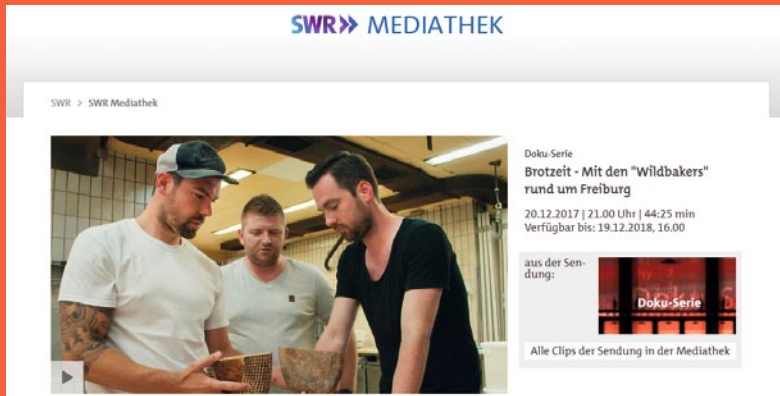 SWR» MEDIATHEK
SWR > SWR Mediathek
Doku-Serie
Brotzeit - Mit den "Wildbakers"
rund um Freiburg
20.12.2017 | 21.00 Uhr | 44:25 min
Verfügbar bis: 19.12.2018, 16.00
aus der Sen-
dung:
Doku-Serie
Alle Clips der Sendung in der Mediathek